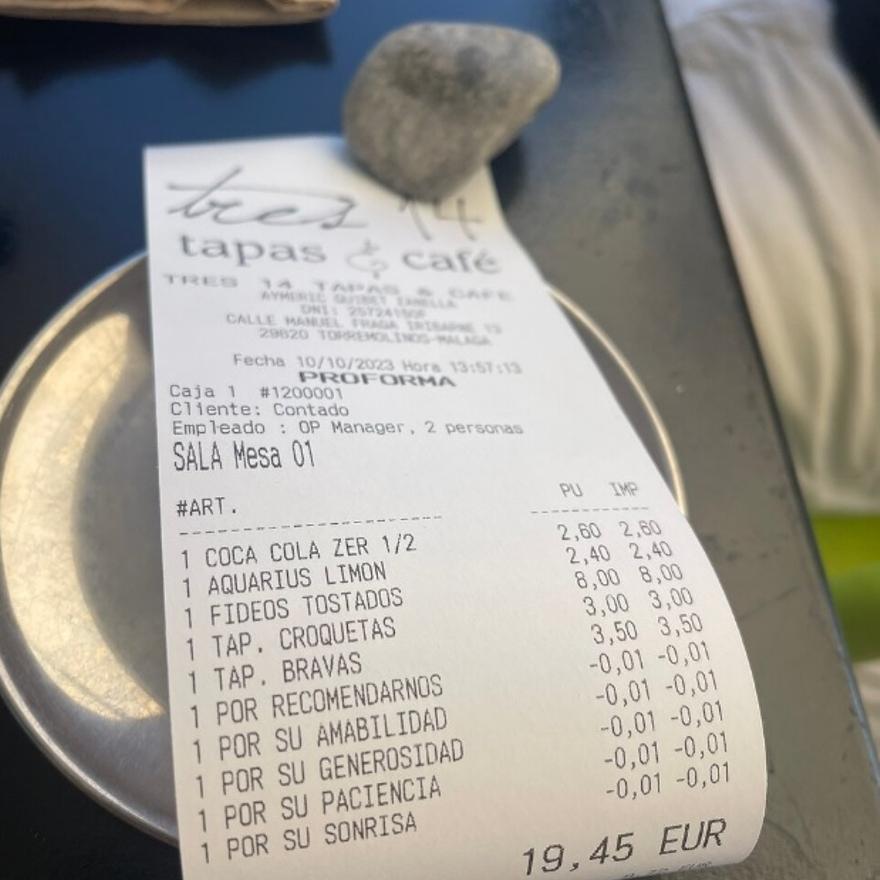 tres 14
tapas & café
TRES 14 TAPAS & CAFE
AYMERIC GUIBET ZANELLA
DNI:
CALLE MANUEL FRAGA IRIBARNE 13
29620 TORREMOLINOS-MALAGA
Fecha 10/10/2023 Hora 13:57:13
PROFORMA
Caja 1 #1200001
Cliente: Contado
Empleado : OP Manager, 2 personas
SALA Mesa 01
#ART. PU IMP
1 COCA COLA ZER 1/2 2,60 2,60
1 AQUARIUS LIMON 2,40 2,40
1 FIDEOS TOSTADOS 8,00 8,00
1 TAP. CROQUETAS 3,00 3,00
1 TAP. BRAVAS 3,50 3,50
1 POR RECOMENDARNOS -0,01 -0,01
1 POR SU AMABILIDAD -0,01 -0,01
1 POR SU GENEROSIDAD -0,01 -0,01
1 POR SU PACIENCIA -0,01 -0,01
1 POR SU SONRISA -0,01 -0,01
19,45 EUR